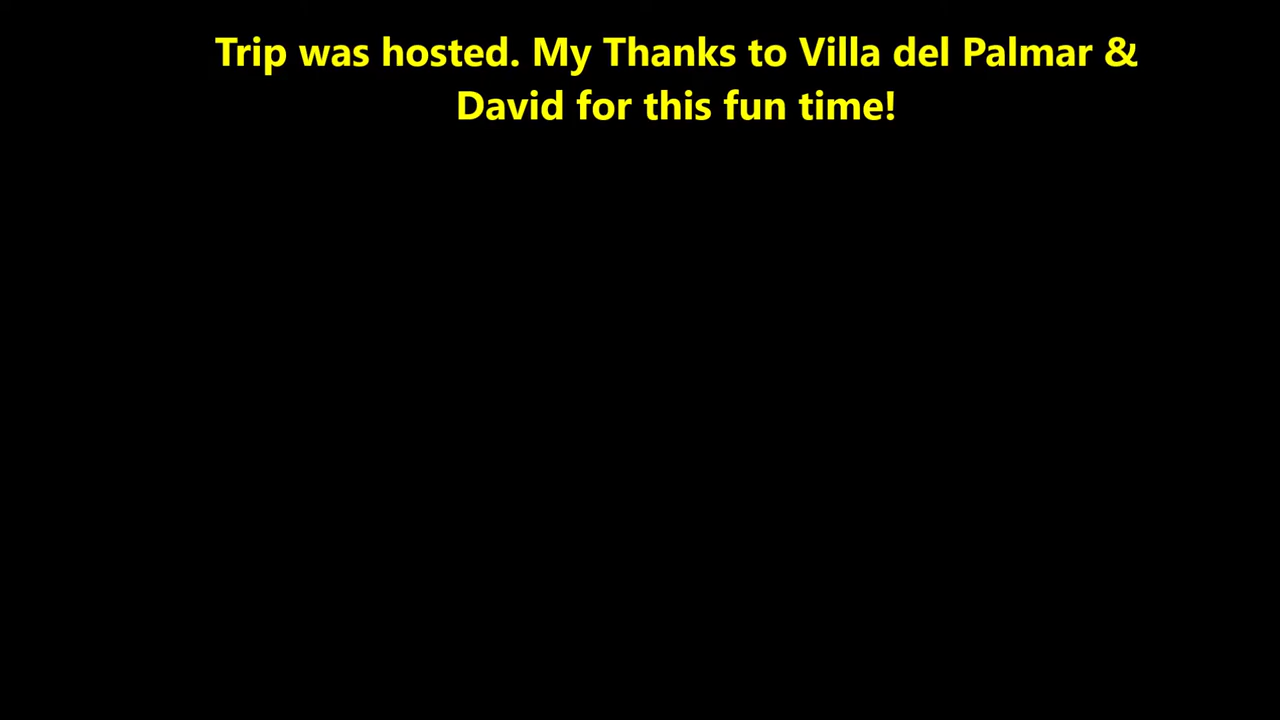 Trip was hosted. My Thanks to Villa del Palmar &
David for this fun time!